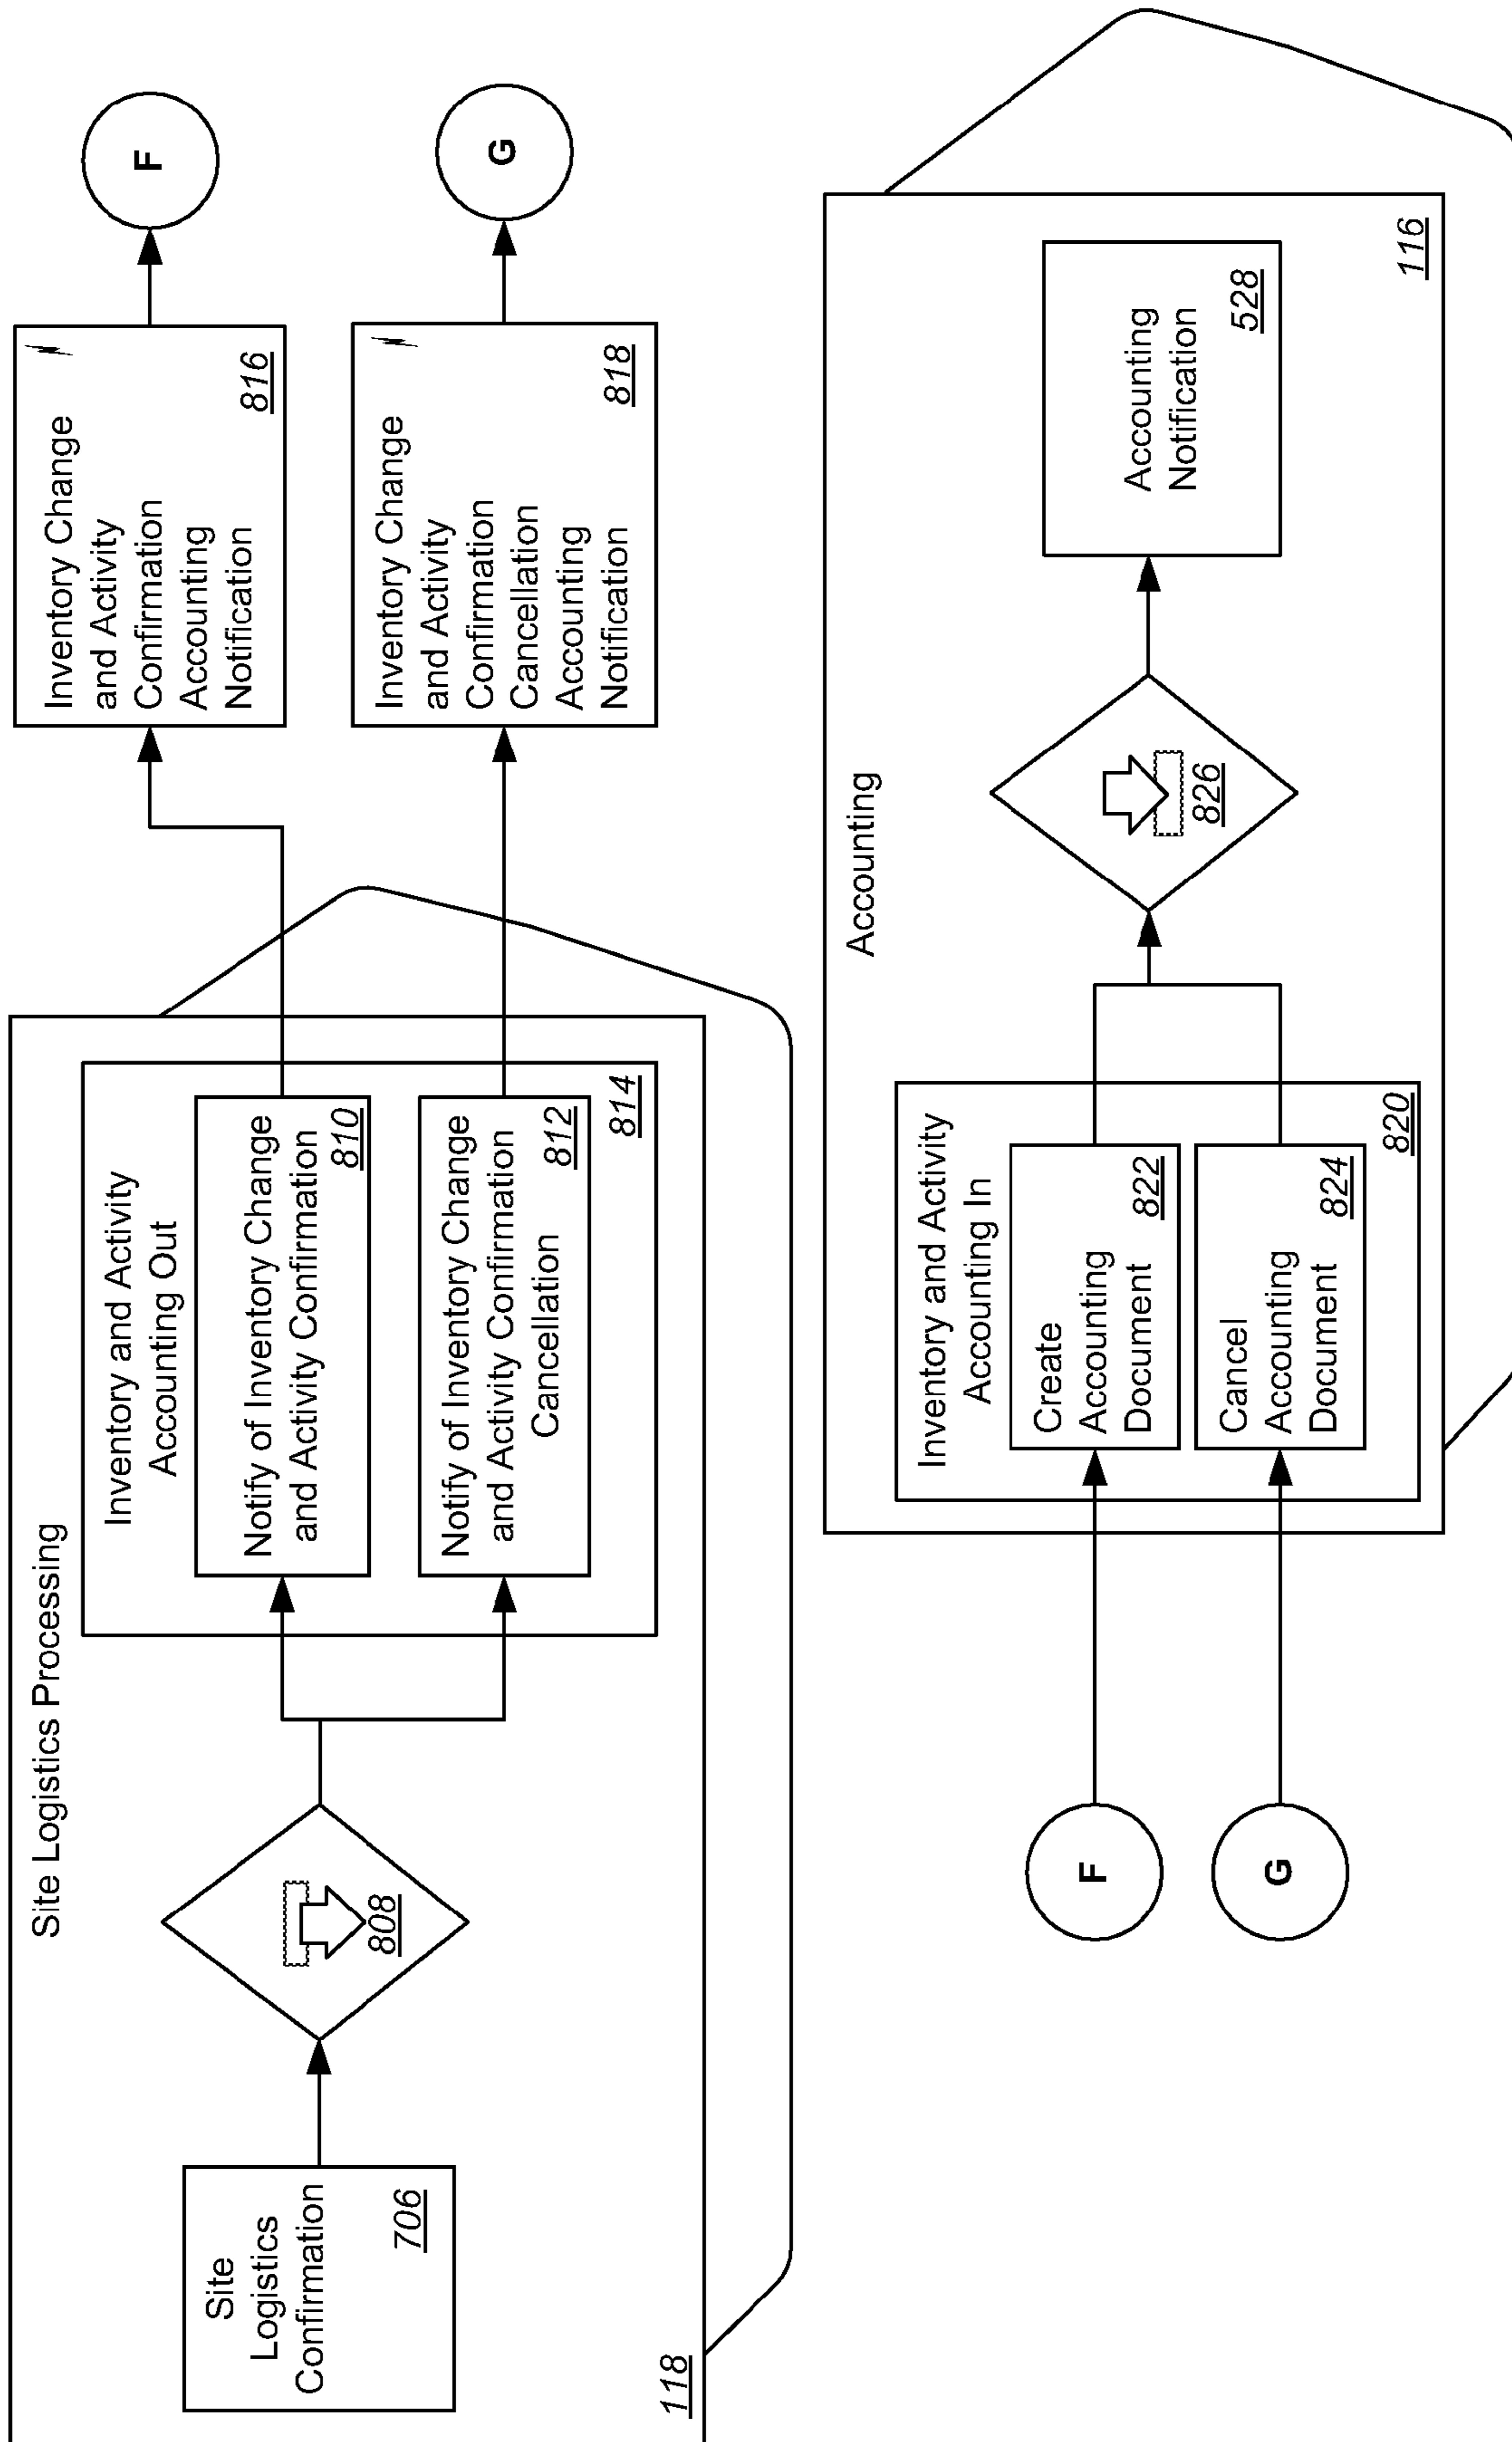 Site Logistics Processing
Site
Logistics
Confirmation
706
808
Inventory and Activity
Accounting Out
Notify of Inventory Change
and Activity Confirmation
810
Notify of Inventory Change
and Activity Confirmation
Cancellation
812
814
118
Inventory Change
and Activity
Confirmation
Accounting
Notification
816
F
Inventory Change
and Activity
Confirmation
Cancellation
Accounting
Notification
818
G
F
G
Accounting
Inventory and Activity
Accounting In
Create
Accounting
Document
822
Cancel
Accounting
Document
824
820
826
Accounting
Notification
528
116